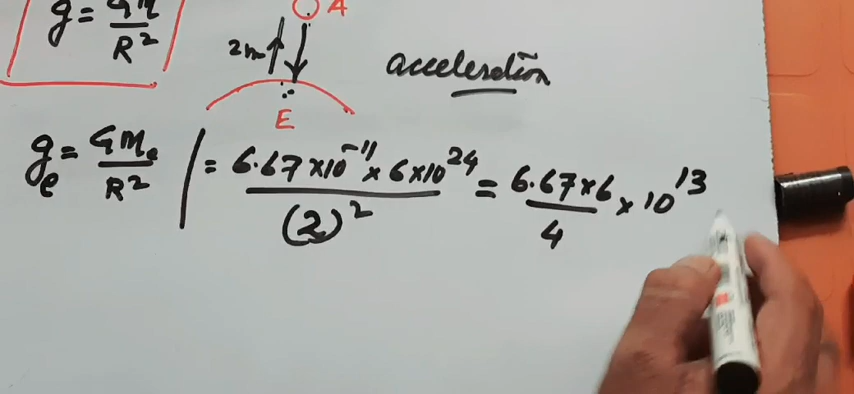 g = GM/R²
A
2m
acceleration
E
gₑ = GMₑ/R² | = 6.67×10⁻¹¹ × 6×10²⁴/(2)² = 6.67×6/4 × 10¹³